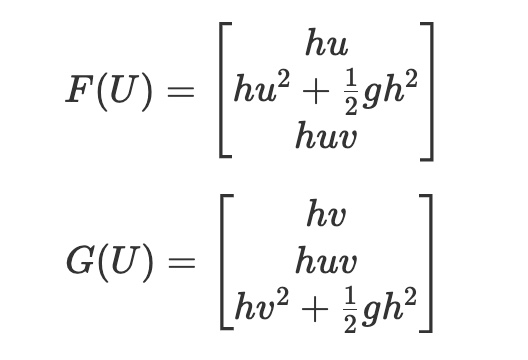 F(U) = [ hu
hu² + ½gh²
huv ]
G(U) = [ hv
huv
hv² + ½gh² ]